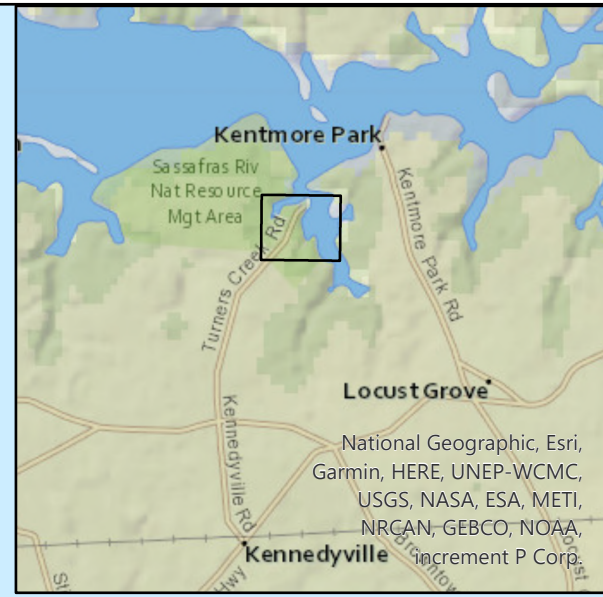 Kentmore Park
Sassafras Riv
Nat Resource
Mgt Area
Turners Creek Rd
Kentmore Park Rd
Locust Grove
Kennedyville Rd
National Geographic, Esri,
Garmin, HERE, UNEP-WCMC,
USGS, NASA, ESA, METI,
NRCAN, GEBCO, NOAA,
increment P Corp.
Kennedyville
Hwy